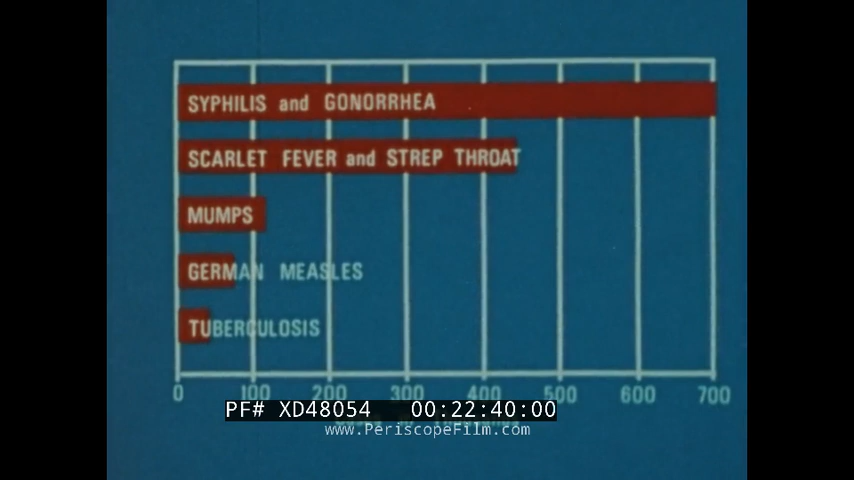 SYPHILIS and GONORRHEA
SCARLET FEVER and STREP THROAT
MUMPS
GERMAN MEASLES
TUBERCULOSIS
0 100 200 300 400 500 600 700
PF# XD48054 00:22:40:00
www.PeriscopeFilm.com